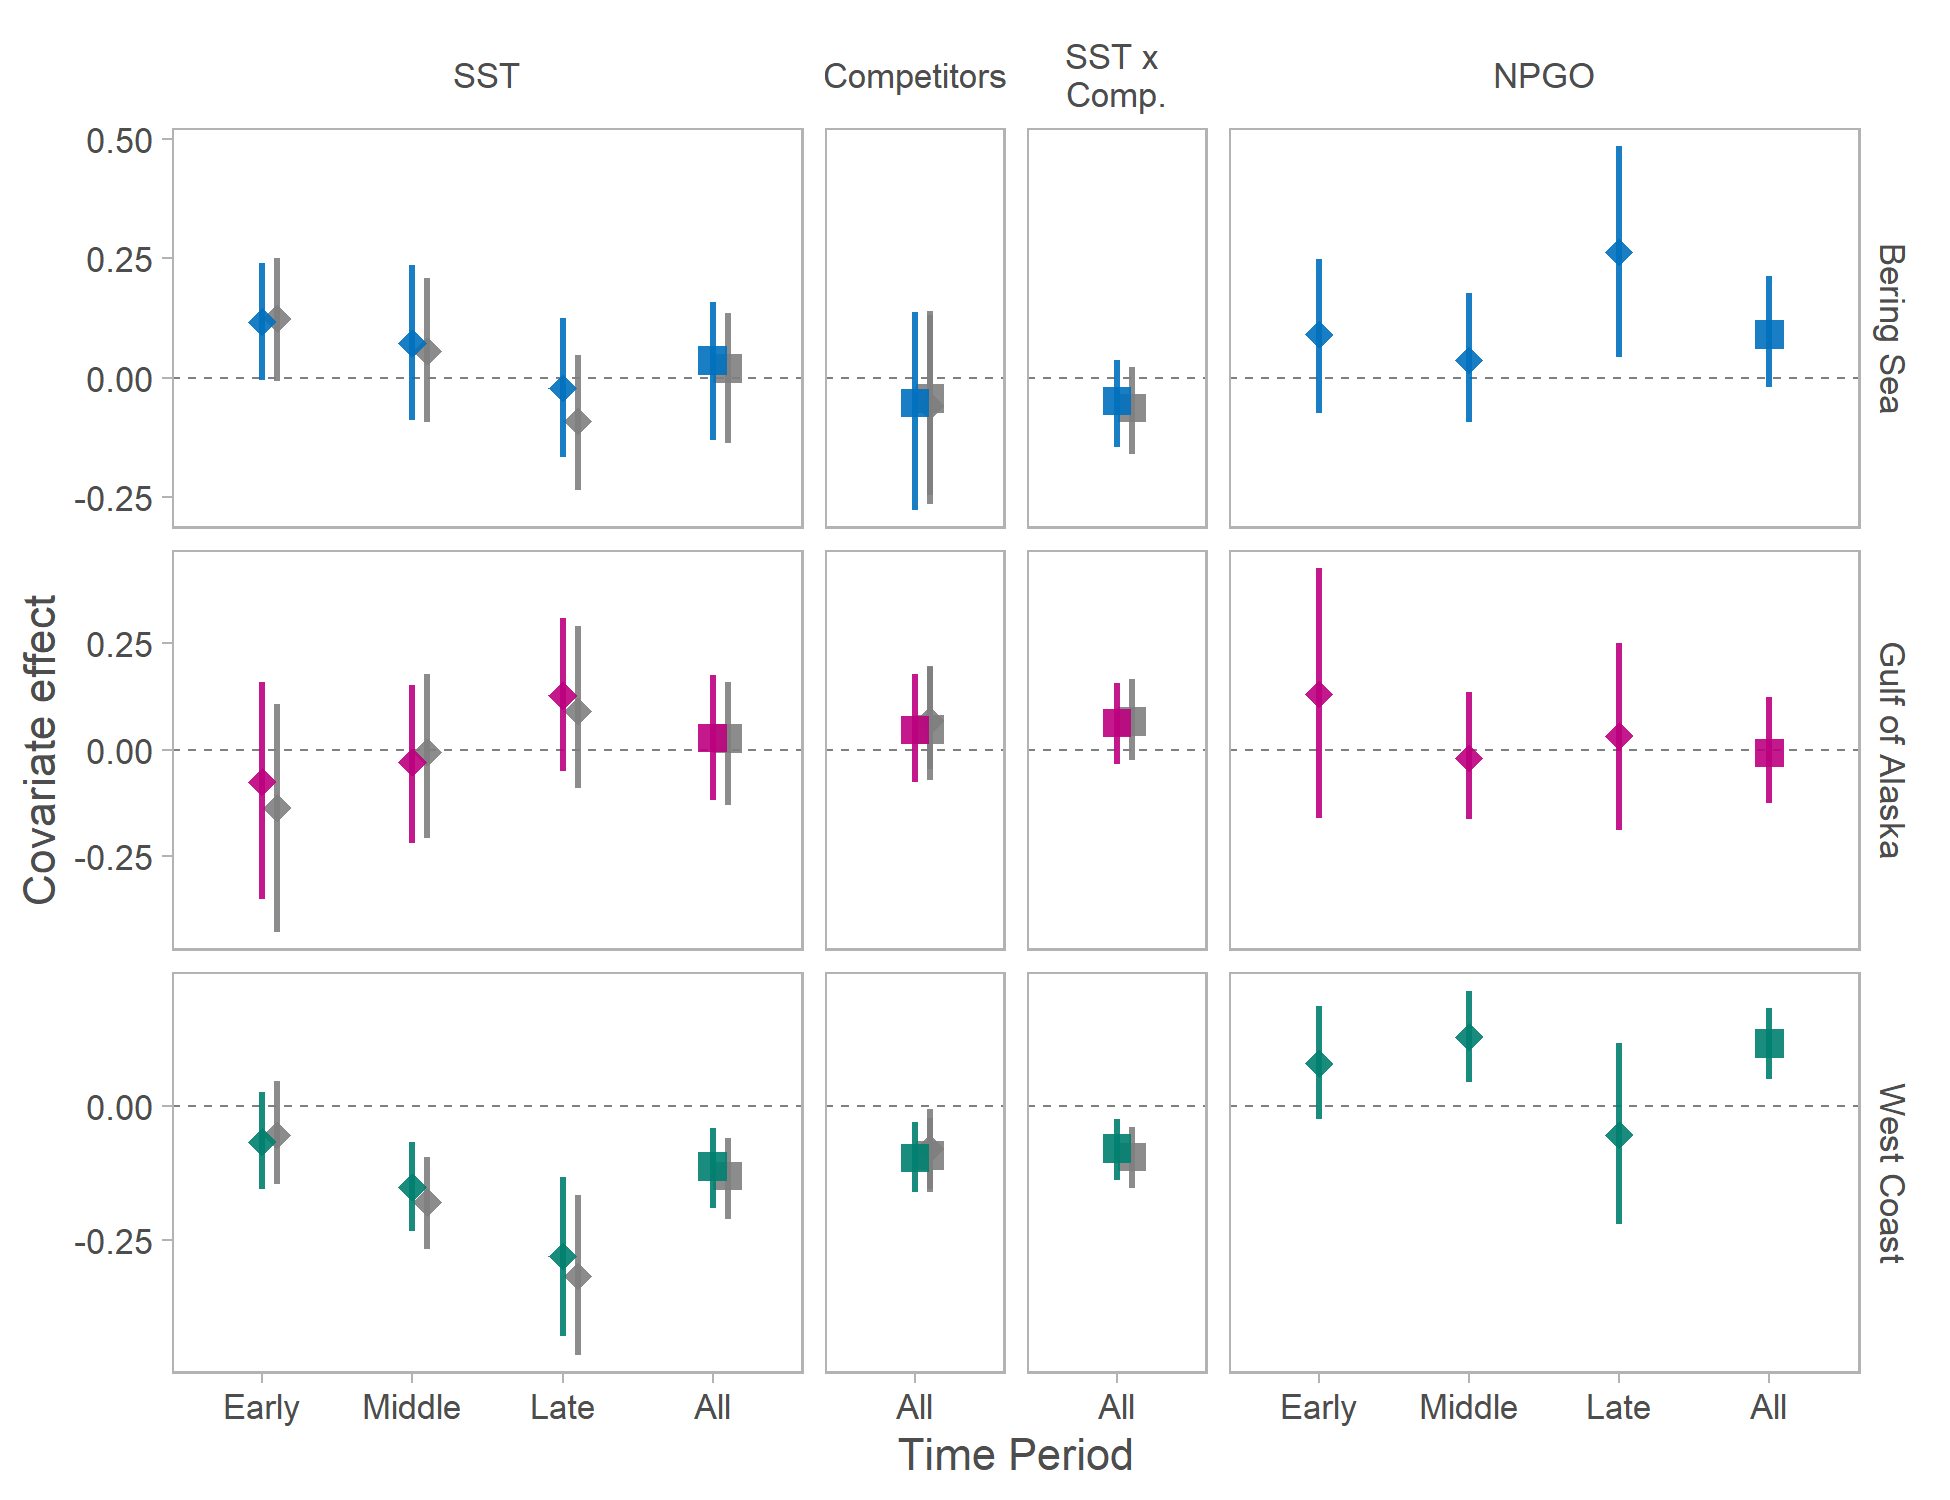 SST
Competitors
SST x
Comp.
NPGO
0.50
0.25
0.00
-0.25
Bering Sea
0.25
0.00
-0.25
Gulf of Alaska
0.00
-0.25
West Coast
Covariate effect
Early Middle Late All All All Early Middle Late All
Time Period